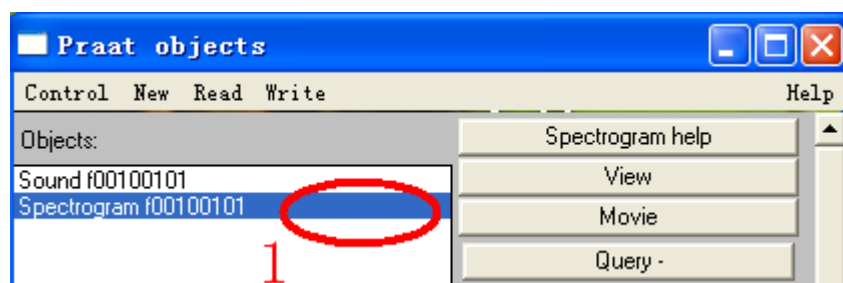 Praat objects
Control New Read Write Help
Objects:
Spectrogram help
Sound f00100101
View
Spectrogram f00100101
Movie
1
Query -